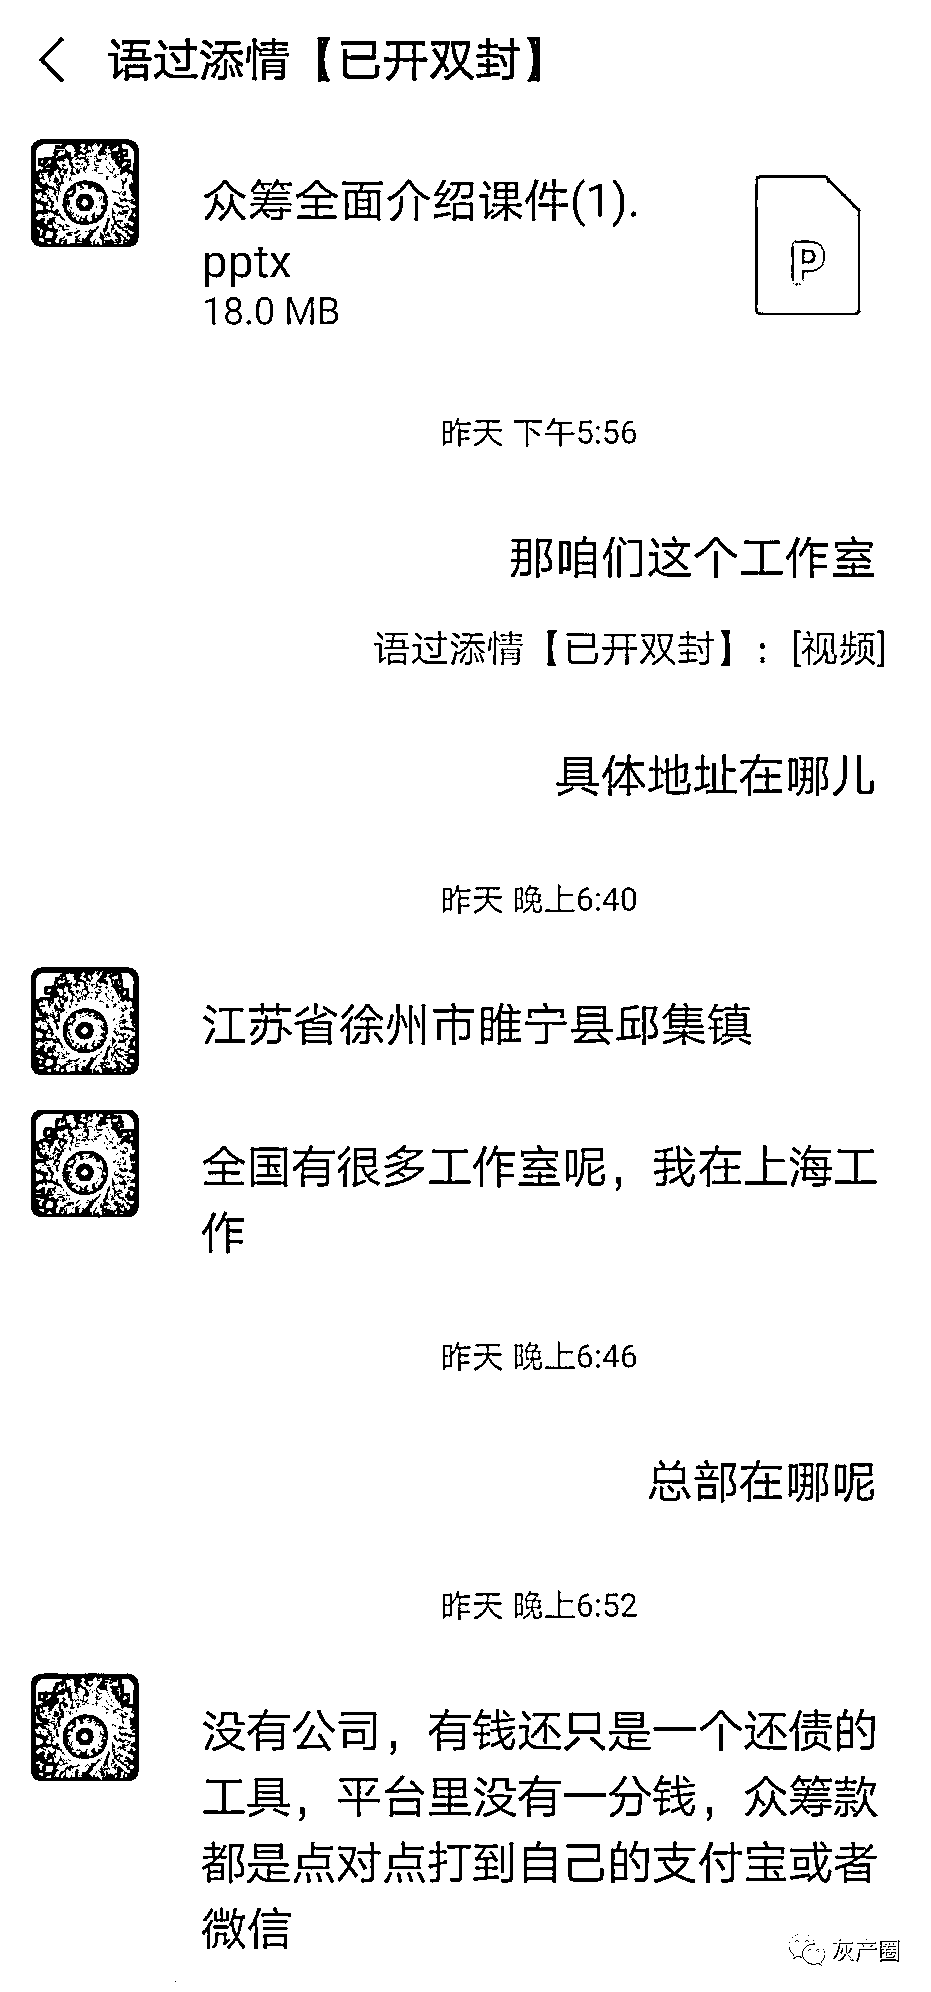 语过添情【已开双封】
众筹全面介绍课件(1).
pptx
18.0 MB
P
昨天 下午5:56
那咱们这个工作室
语过添情【已开双封】：[视频]
具体地址在哪儿
昨天 晚上6:40
江苏省徐州市睢宁县邱集镇
全国有很多工作室呢，我在上海工
作
昨天 晚上6:46
总部在哪呢
昨天 晚上6:52
没有公司，有钱还只是一个还债的
工具，平台里没有一分钱，众筹款
都是点对点打到自己的支付宝或者
微信
灰产圈